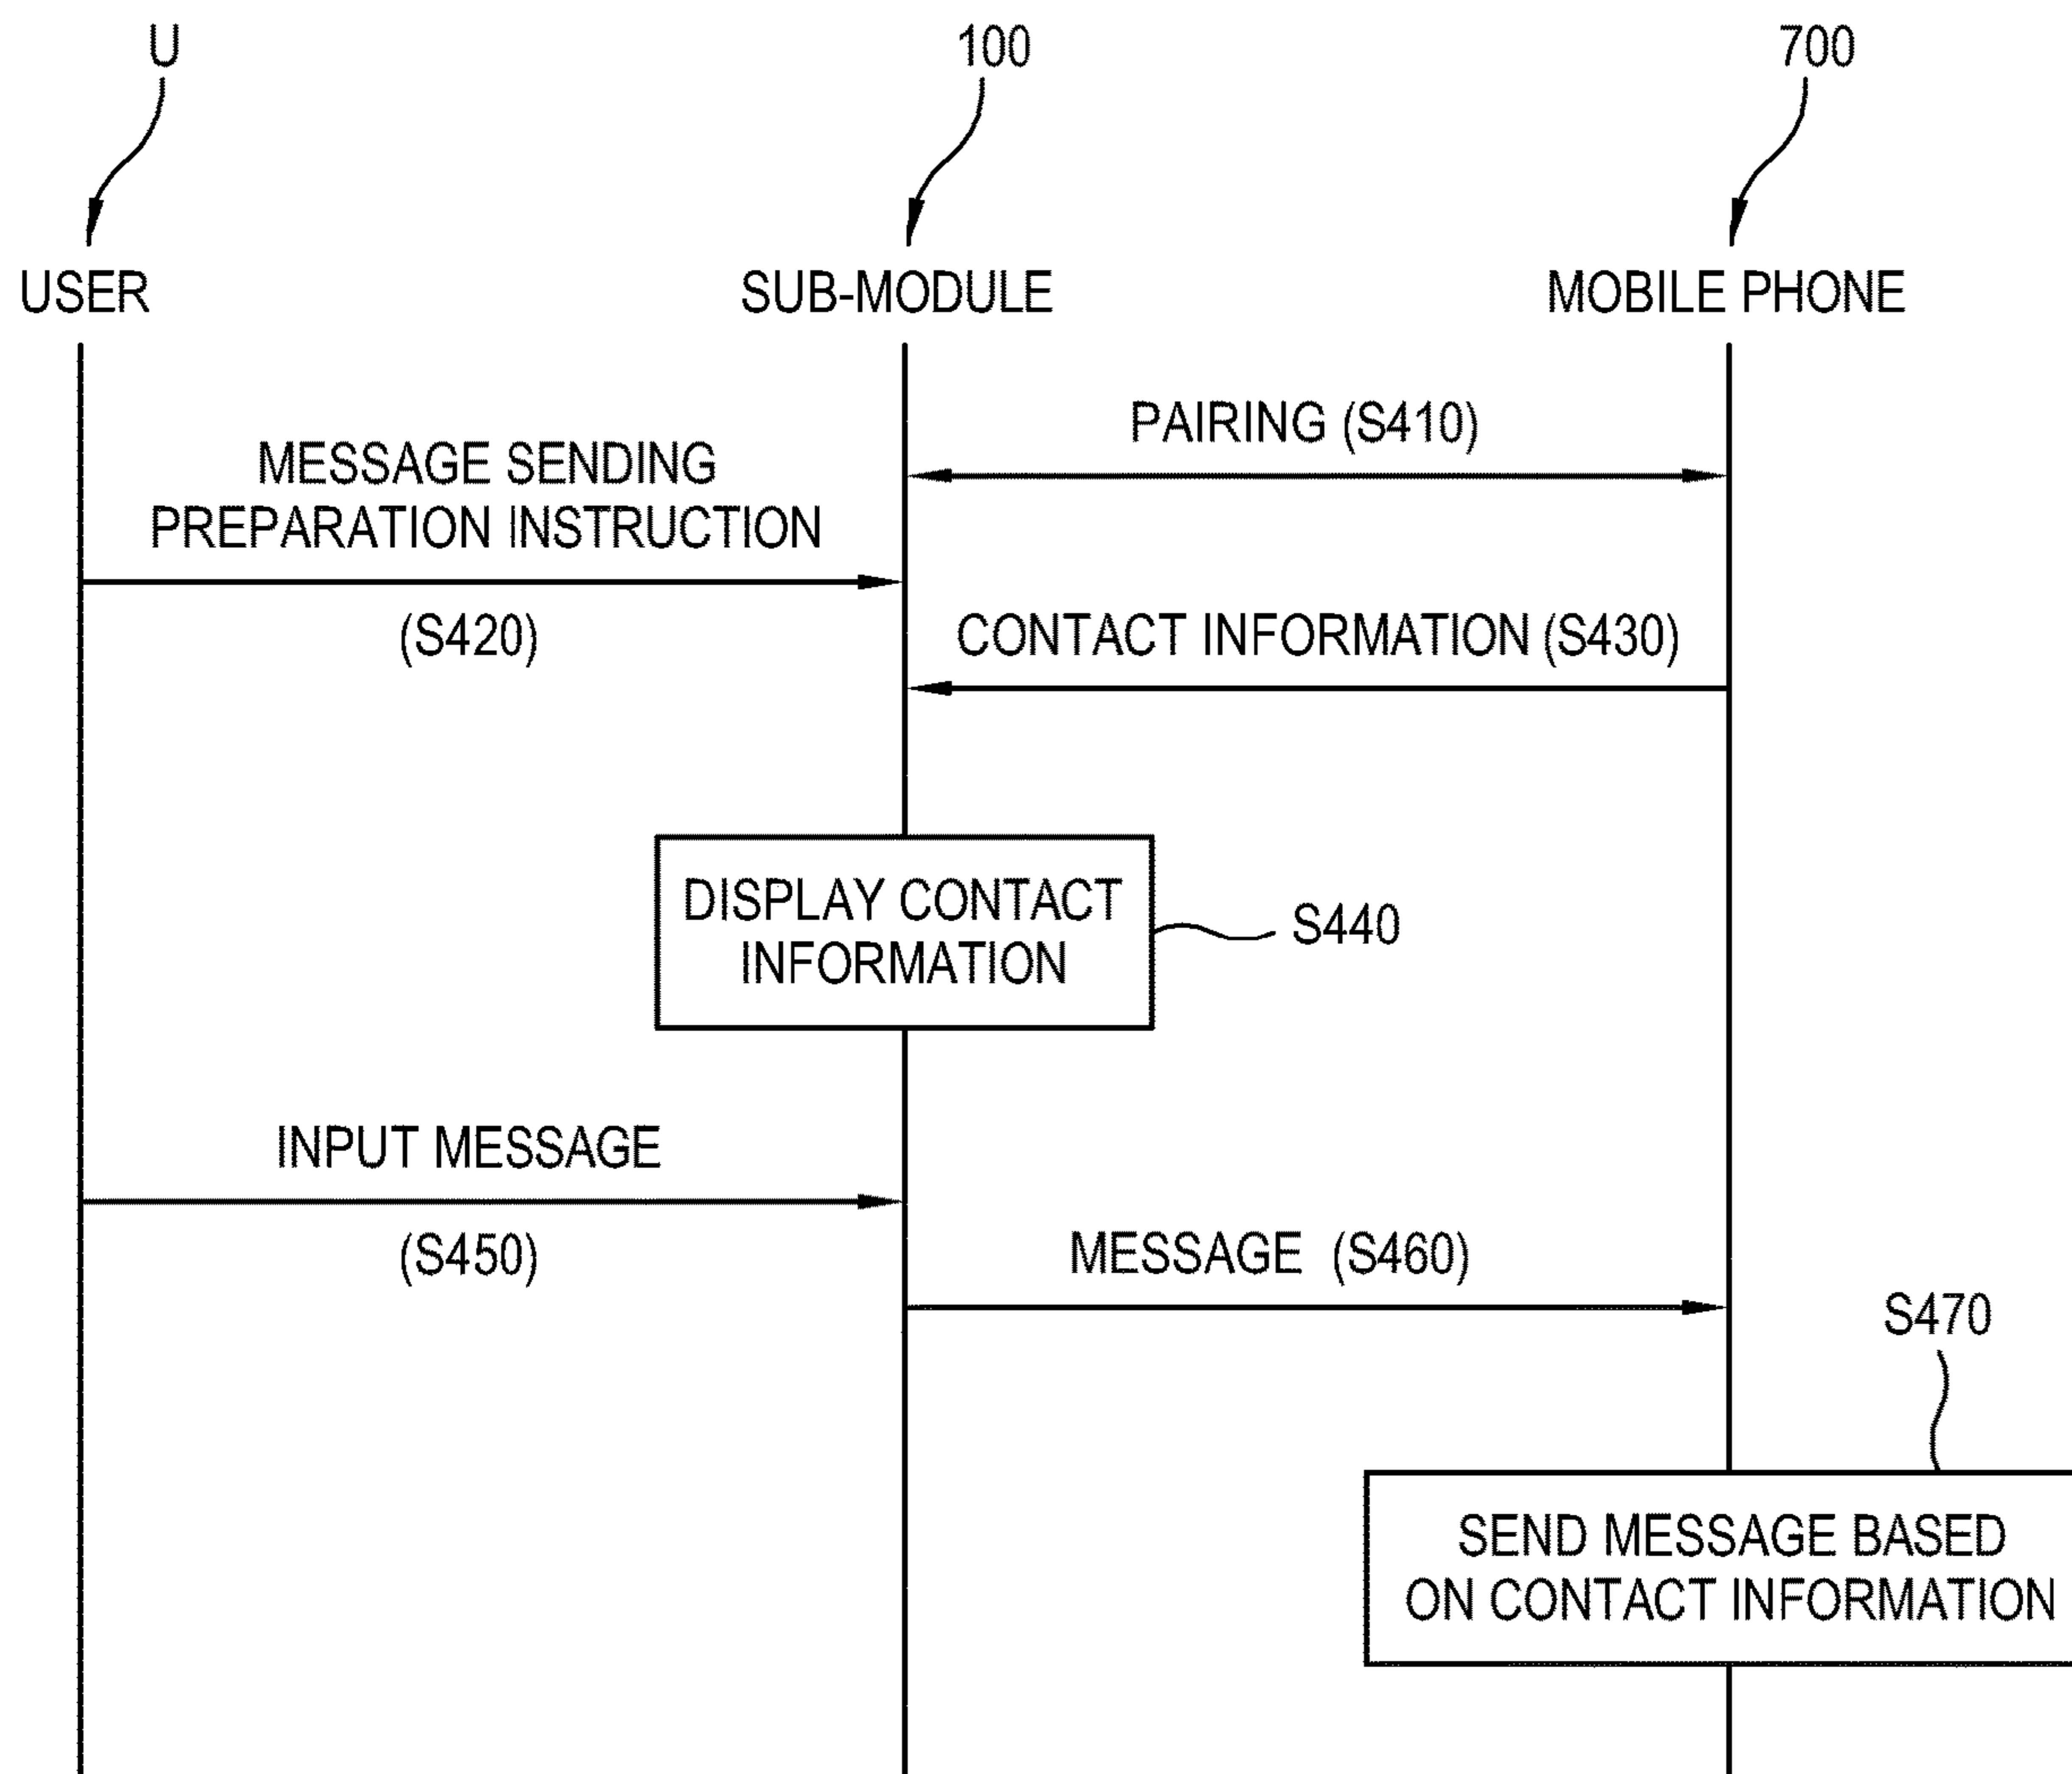 U
100
700
USER
SUB-MODULE
MOBILE PHONE
PAIRING (S410)
MESSAGE SENDING
PREPARATION INSTRUCTION
(S420)
CONTACT INFORMATION (S430)
DISPLAY CONTACT
INFORMATION
S440
INPUT MESSAGE
(S450)
MESSAGE (S460)
S470
SEND MESSAGE BASED
ON CONTACT INFORMATION